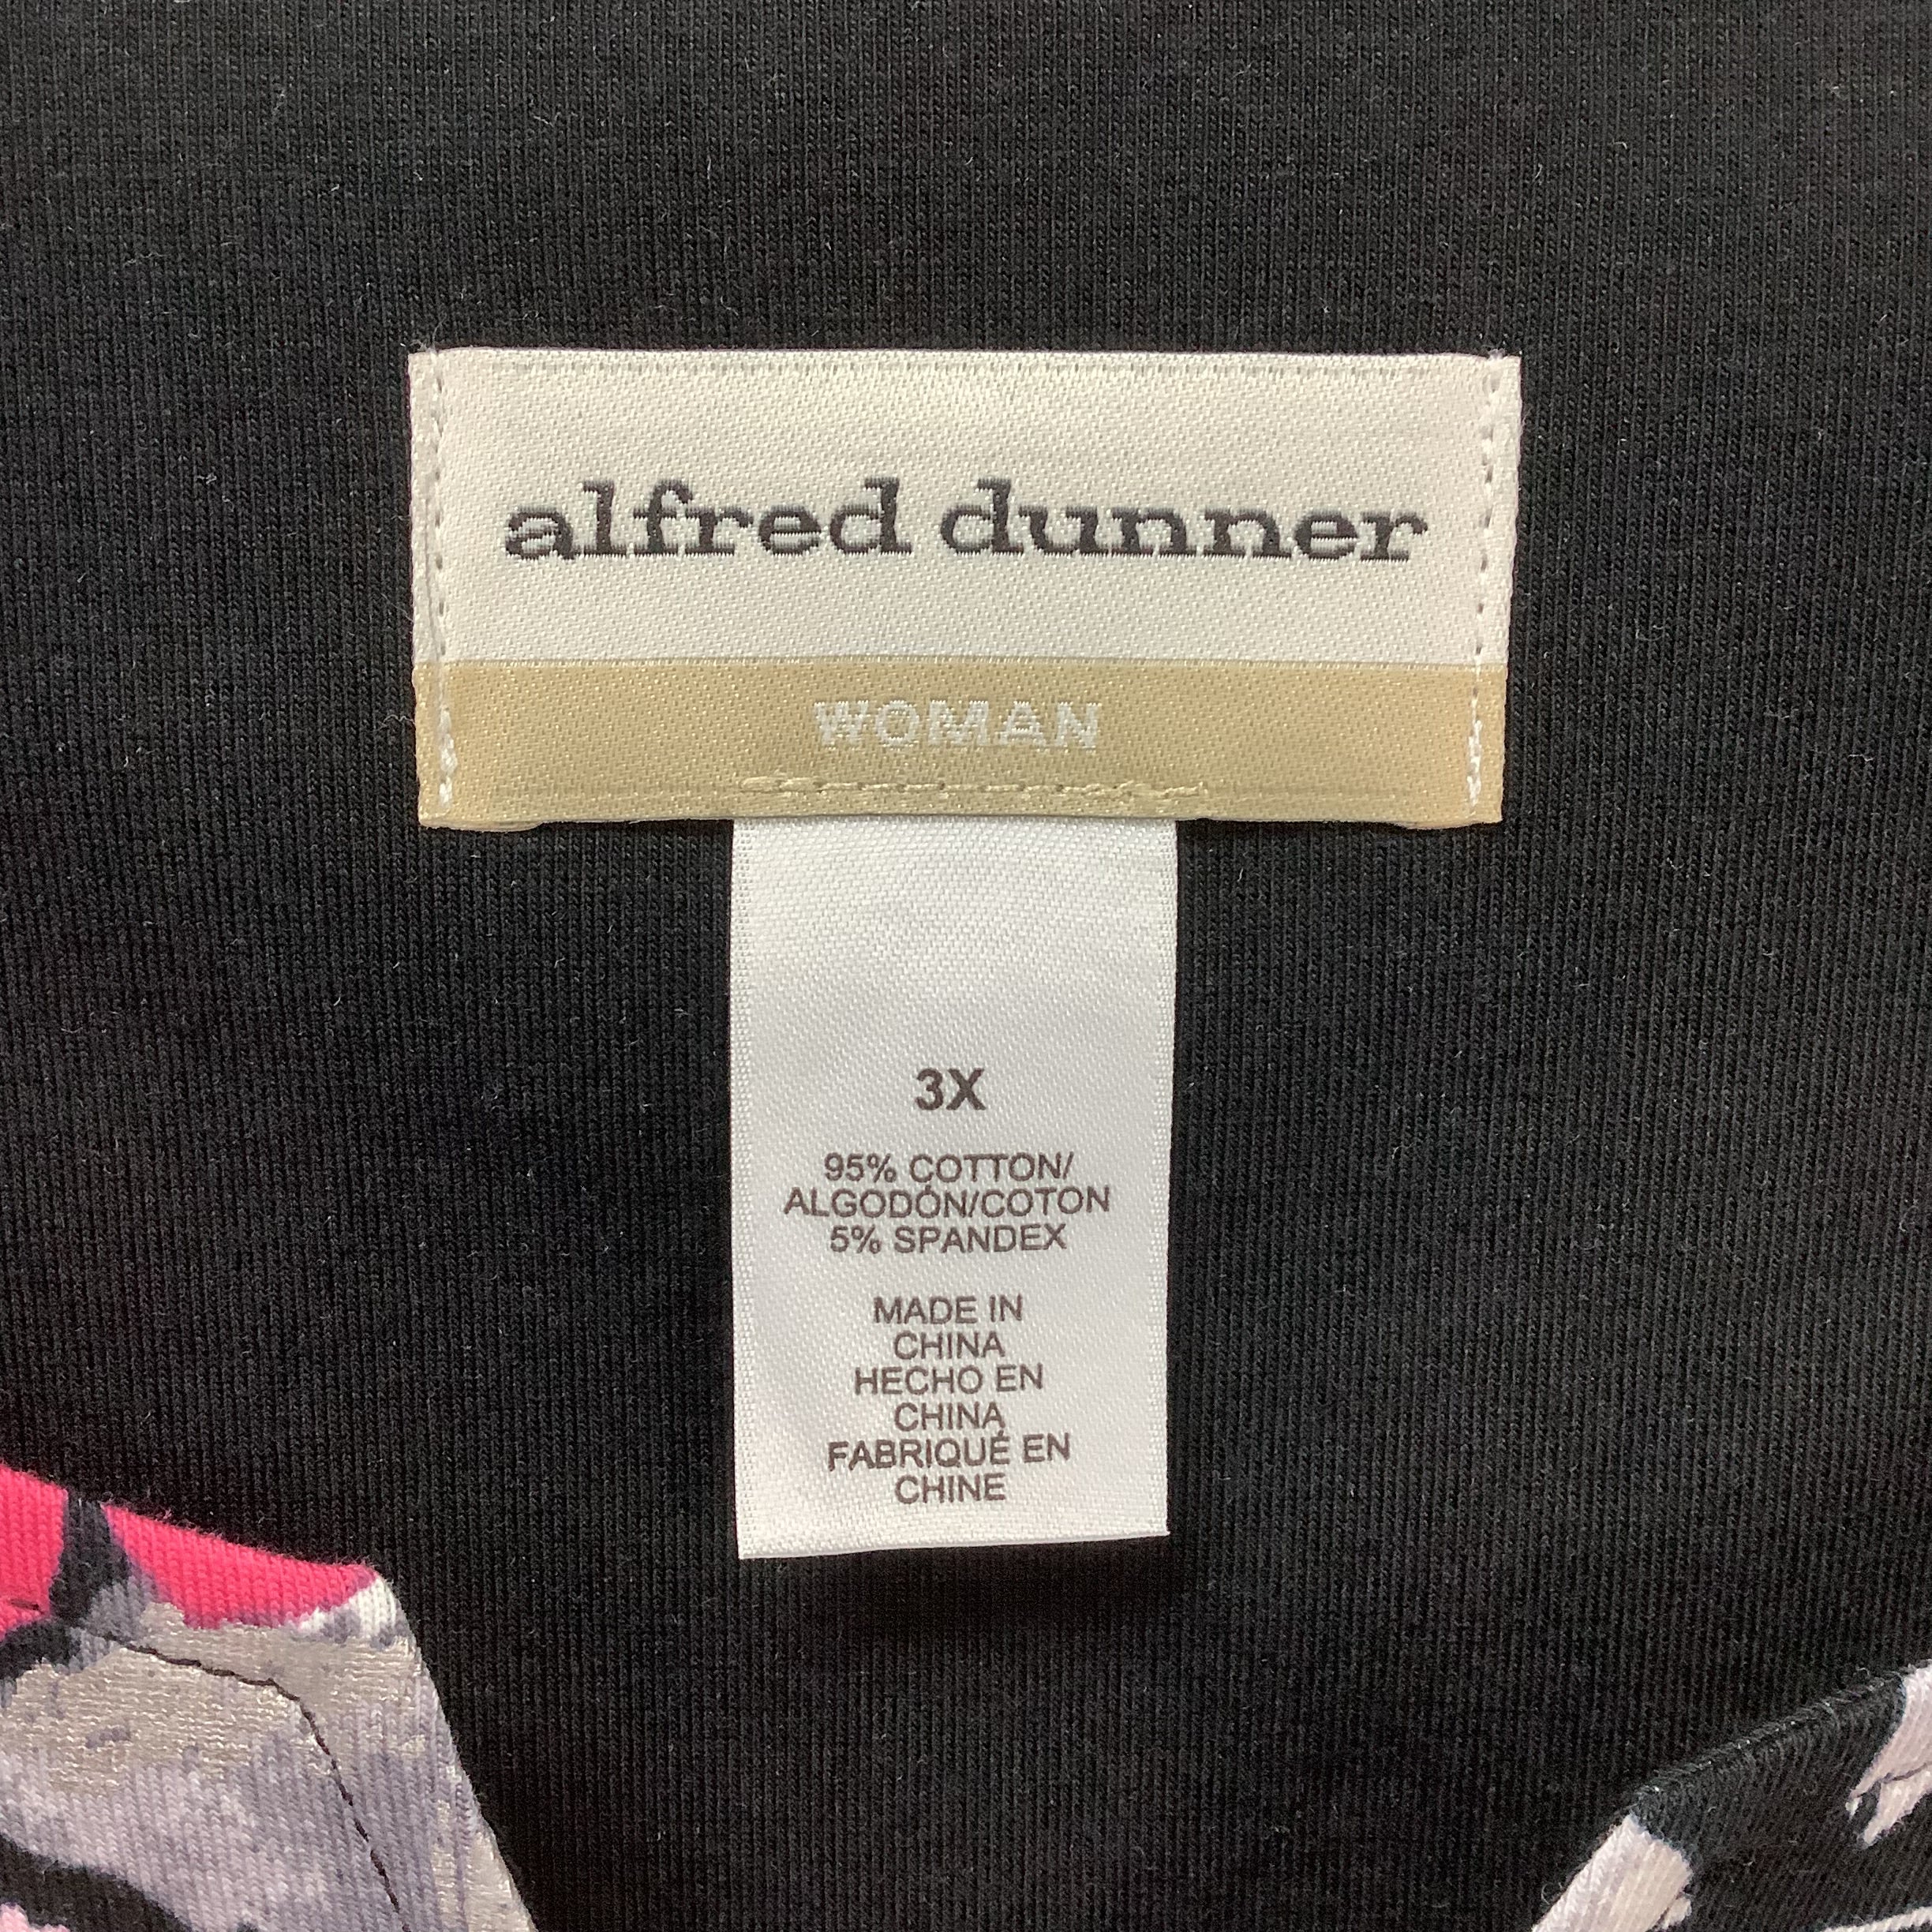 alfred dunner
WOMAN
3X
95% COTTON/
ALGODÓN/COTON
5% SPANDEX
MADE IN
CHINA
HECHO EN
CHINA
FABRIQUÉ EN
CHINE